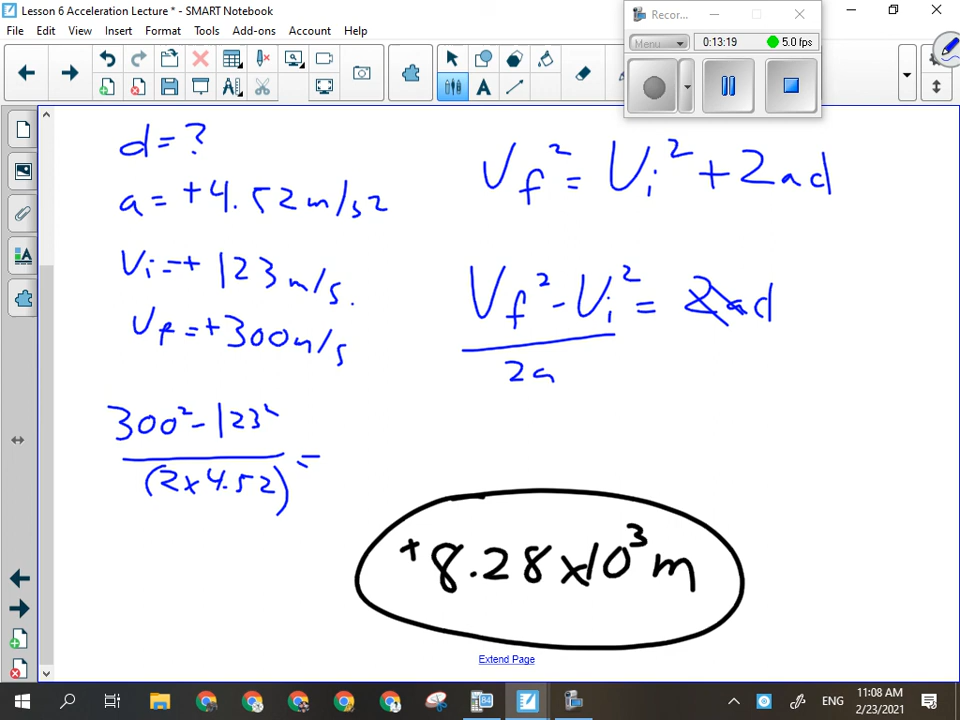 Lesson 6 Acceleration Lecture * - SMART Notebook
Recor...
File Edit View Insert Format Tools Add-ons Account Help
Menu
0:13:19
5.0 fps
d = ?
a = +4.52 m/s2
Vi = + 123 m/s.
Vf = +300 m/s
Vf² = Vi² + 2ad
Vf² - Vi² = 2ad
2a
300² - 123²
(2x4.52) =
+8.28x10³ m
Extend Page
ENG
11:08 AM
2/23/2021